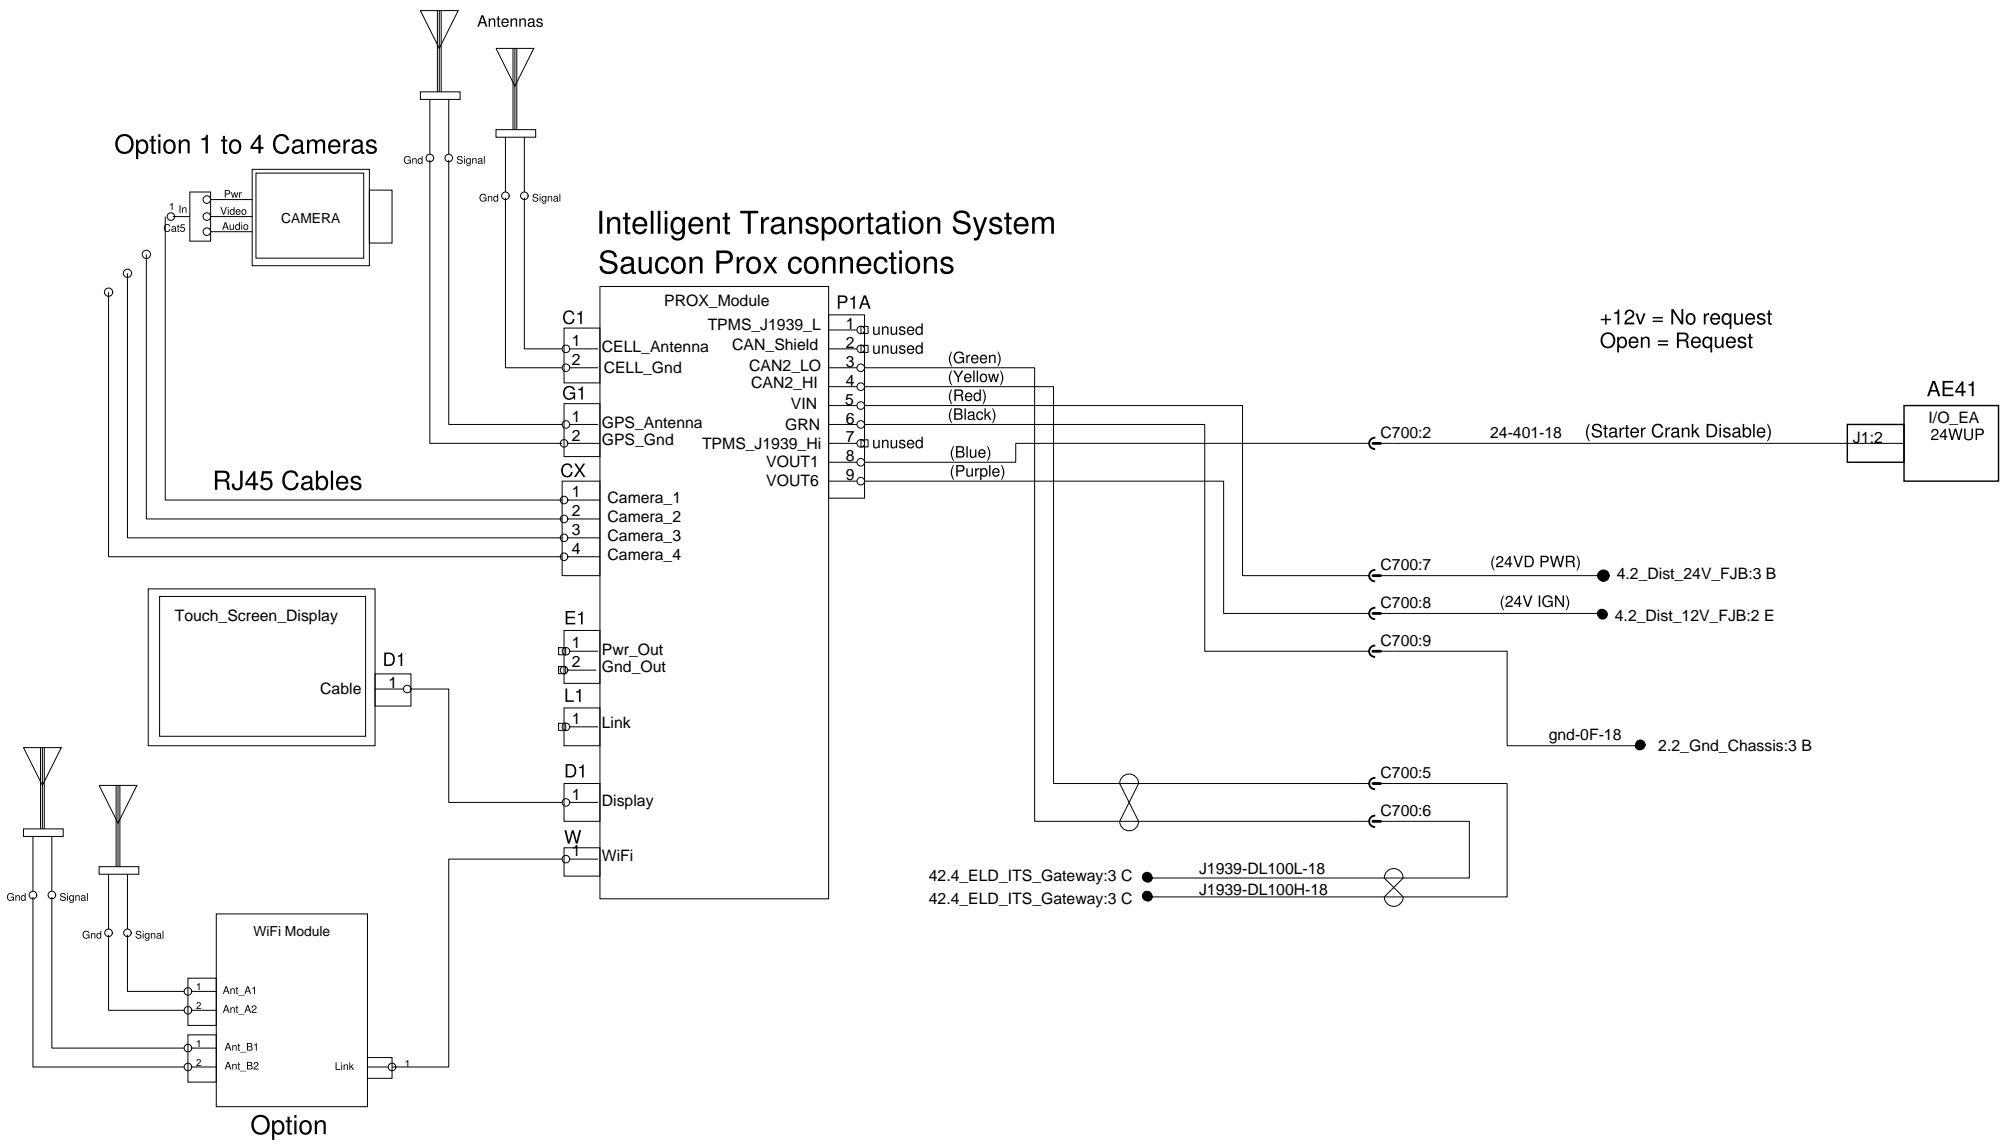 Antennas
Gnd
Signal
Gnd
Signal
Option 1 to 4 Cameras
Pwr
1
In
Video
Cat5
Audio
CAMERA
Intelligent Transportation System
Saucon Prox connections
PROX_Module
C1
1
CELL_Antenna
2
CELL_Gnd
G1
1
GPS_Antenna
2
GPS_Gnd
CX
RJ45 Cables
1
Camera_1
2
Camera_2
3
Camera_3
4
Camera_4
E1
1
Pwr_Out
2
Gnd_Out
L1
1
Link
D1
1
Display
W
1
WiFi
P1A
TPMS_J1939_L
1
unused
CAN_Shield
2
unused
CAN2_LO
3
(Green)
CAN2_HI
4
(Yellow)
VIN
5
(Red)
GRN
6
(Black)
TPMS_J1939_Hi
7
unused
VOUT1
8
(Blue)
VOUT6
9
(Purple)
+12v = No request
Open = Request
AE41
I/O_EA
24WUP
J1:2
C700:2
24-401-18
(Starter Crank Disable)
C700:7
(24VD PWR)
4.2_Dist_24V_FJB:3 B
C700:8
(24V IGN)
4.2_Dist_12V_FJB:2 E
C700:9
gnd-0F-18
2.2_Gnd_Chassis:3 B
C700:5
C700:6
42.4_ELD_ITS_Gateway:3 C
J1939-DL100L-18
42.4_ELD_ITS_Gateway:3 C
J1939-DL100H-18
Touch_Screen_Display
D1
Cable
1
Gnd
Signal
Gnd
Signal
WiFi Module
1
Ant_A1
2
Ant_A2
1
Ant_B1
2
Ant_B2
Link
1
Option